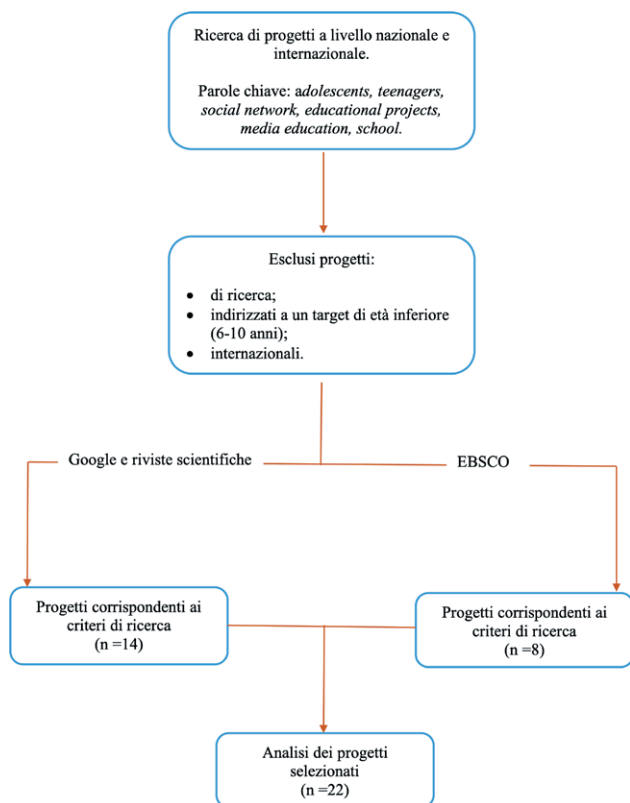 Ricerca di progetti a livello nazionale e
internazionale.
Parole chiave: adolescents, teenagers,
social network, educational projects,
media education, school.
Esclusi progetti:
• di ricerca;
• indirizzati a un target di età inferiore
(6-10 anni);
• internazionali.
Google e riviste scientifiche
EBSCO
Progetti corrispondenti ai
criteri di ricerca
(n =14)
Progetti corrispondenti ai
criteri di ricerca
(n =8)
Analisi dei progetti
selezionati
(n =22)